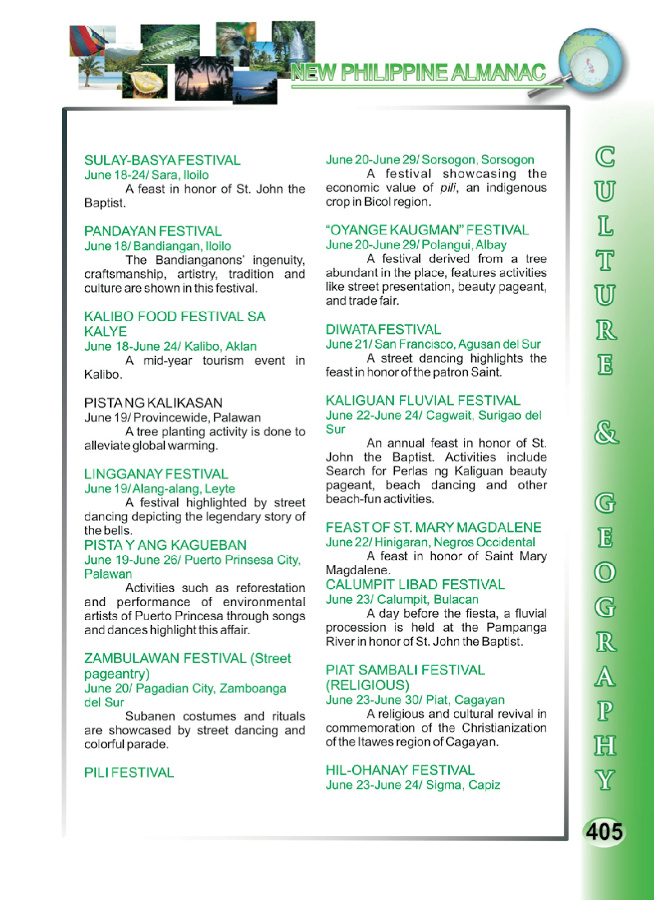 NEW PHILIPPINE ALMANAC
SULAY-BASYA FESTIVAL
June 18-24/ Sara, Iloilo
A feast in honor of St. John the
Baptist.
PANDAYAN FESTIVAL
June 18/ Bandiangan, Iloilo
The Bandianganons' ingenuity,
craftsmanship, artistry, tradition and
culture are shown in this festival.
KALIBO FOOD FESTIVAL SA
KALYE
June 18-June 24/ Kalibo, Aklan
A mid-year tourism event in
Kalibo.
PISTA NG KALIKASAN
June 19/ Provincewide, Palawan
A tree planting activity is done to
alleviate global warming.
LINGGANAY FESTIVAL
June 19/ Alang-alang, Leyte
A festival highlighted by street
dancing depicting the legendary story of
the bells.
PISTA Y ANG KAGUEBAN
June 19-June 26/ Puerto Prinsesa City,
Palawan
Activities such as reforestation
and performance of environmental
artists of Puerto Princesa through songs
and dances highlight this affair.
ZAMBULAWAN FESTIVAL (Street
pageantry)
June 20/ Pagadian City, Zamboanga
del Sur
Subanen costumes and rituals
are showcased by street dancing and
colorful parade.
PILI FESTIVAL
June 20-June 29/ Sorsogon, Sorsogon
A festival showcasing the
economic value of pili, an indigenous
crop in Bicol region.
"OYANGE KAUGMAN" FESTIVAL
June 20-June 29/ Polangui, Albay
A festival derived from a tree
abundant in the place, features activities
like street presentation, beauty pageant,
and trade fair.
DIWATA FESTIVAL
June 21/ San Francisco, Agusan del Sur
A street dancing highlights the
feast in honor of the patron Saint.
KALIGUAN FLUVIAL FESTIVAL
June 22-June 24/ Cagwait, Surigao del
Sur
An annual feast in honor of St.
John the Baptist. Activities include
Search for Perlas ng Kaliguan beauty
pageant, beach dancing and other
beach-fun activities.
FEAST OF ST. MARY MAGDALENE
June 22/ Hinigaran, Negros Occidental
A feast in honor of Saint Mary
Magdalene.
CALUMPIT LIBAD FESTIVAL
June 23/ Calumpit, Bulacan
A day before the fiesta, a fluvial
procession is held at the Pampanga
River in honor of St. John the Baptist.
PIAT SAMBALI FESTIVAL
(RELIGIOUS)
June 23-June 30/ Piat, Cagayan
A religious and cultural revival in
commemoration of the Christianization
of the Itawes region of Cagayan.
HIL-OHANAY FESTIVAL
June 23-June 24/ Sigma, Capiz
CULTURE & GEOGRAPHY
405